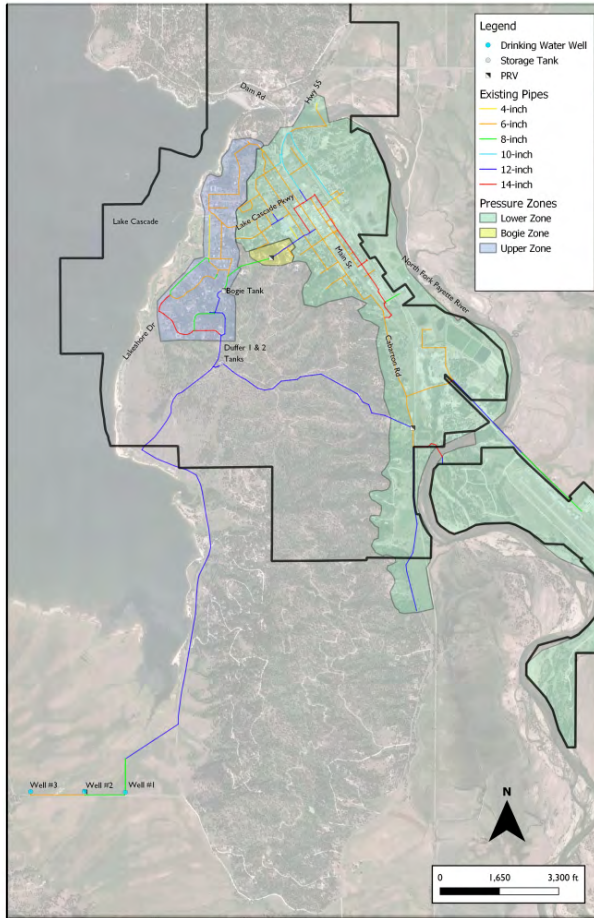 Legend
Drinking Water Well
Storage Tank
PRV
Existing Pipes
4-inch
6-inch
8-inch
10-inch
12-inch
14-inch
Pressure Zones
Lower Zone
Bogie Zone
Upper Zone
Dam Rd
Hwy 55
Lake Cascade
Lake Cascade Pkwy
Main St
North Fork Payette River
Bogie Tank
Lakeshore Dr
Duffer 1 & 2
Tanks
Cabarton Rd
Well #3
Well #2
Well #1
N
0 1,650 3,300 ft